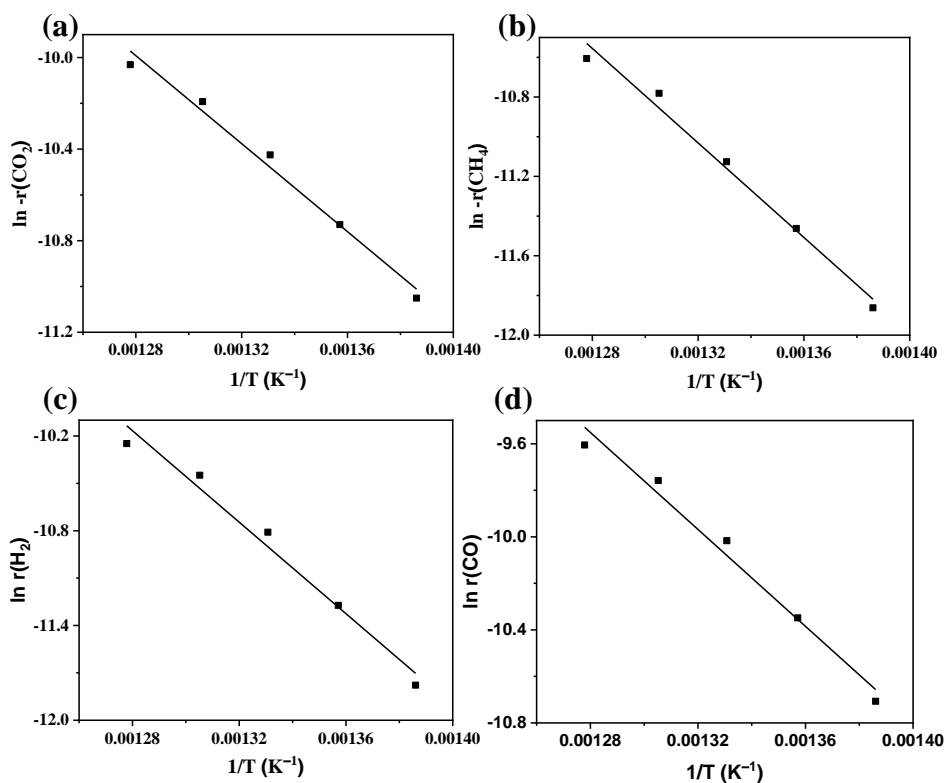 (a)
ln -r(CO₂)
-10.0
-10.4
-10.8
-11.2
0.00128
0.00132
0.00136
0.00140
1/T (K⁻¹)
(b)
ln -r(CH₄)
-10.8
-11.2
-11.6
-12.0
0.00128
0.00132
0.00136
0.00140
1/T (K⁻¹)
(c)
ln r(H₂)
-10.2
-10.8
-11.4
-12.0
0.00128
0.00132
0.00136
0.00140
1/T (K⁻¹)
(d)
ln r(CO)
-9.6
-10.0
-10.4
-10.8
0.00128
0.00132
0.00136
0.00140
1/T (K⁻¹)